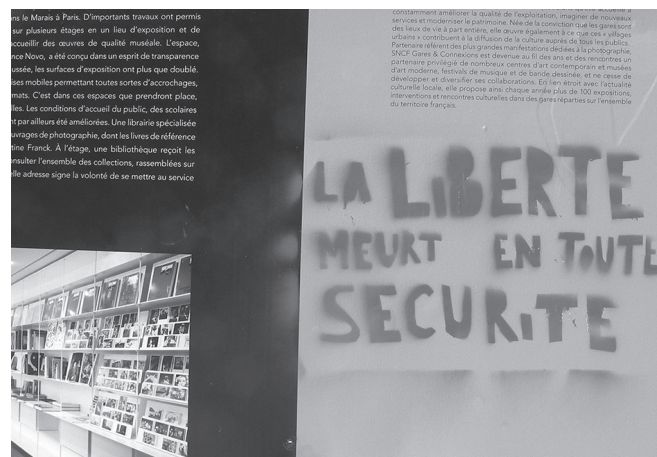 ns le Marais à Paris. D'importants travaux ont permis
sur plusieurs étages en un lieu d'exposition et de
accueillir des œuvres de qualité muséale. L'espace,
nce Novo, a été conçu dans un esprit de transparence
ussée, les surfaces d'exposition ont plus que doublé.
ises mobiles permettant toutes sortes d'accrochages,
mats. C'est dans ces espaces que prendront place,
lles. Les conditions d'accueil du public, des scolaires
nt par ailleurs été améliorées. Une librairie spécialisée
uvrages de photographie, dont les livres de référence
tine Franck. À l'étage, une bibliothèque reçoit les
onsulter l'ensemble des collections, rassemblées sur
elle adresse signe la volonté de se mettre au service
constamment améliorer la qualité de l'exploitation, imaginer de nouveaux
services et moderniser le patrimoine. Née de la conviction que les gares sont
des lieux de vie à part entière, elle œuvre également à ce que ces « villages
urbains » contribuent à la diffusion de la culture auprès de tous les publics.
Partenaire référent des plus grandes manifestations dédiées à la photographie,
SNCF Gares & Connexions est devenue au fil des ans et des rencontres un
partenaire privilégié de nombreux centres d'art contemporain et musées
d'art moderne, festivals de musique et de bande dessinée, et ne cesse de
développer et diversifier ses collaborations. En lien étroit avec l'actualité
culturelle locale, elle propose ainsi chaque année plus de 100 expositions,
interventions et rencontres culturelles dans des gares réparties sur l'ensemble
du territoire français.
LA LiBERTE
MEURT EN TOUTE
SECURiTE